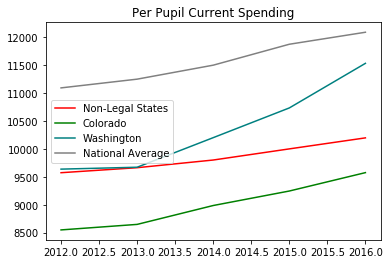 Per Pupil Current Spending
12000
11500
11000
10500
10000
9500
9000
8500
Non-Legal States
Colorado
Washington
National Average
2012.0 2012.5 2013.0 2013.5 2014.0 2014.5 2015.0 2015.5 2016.0